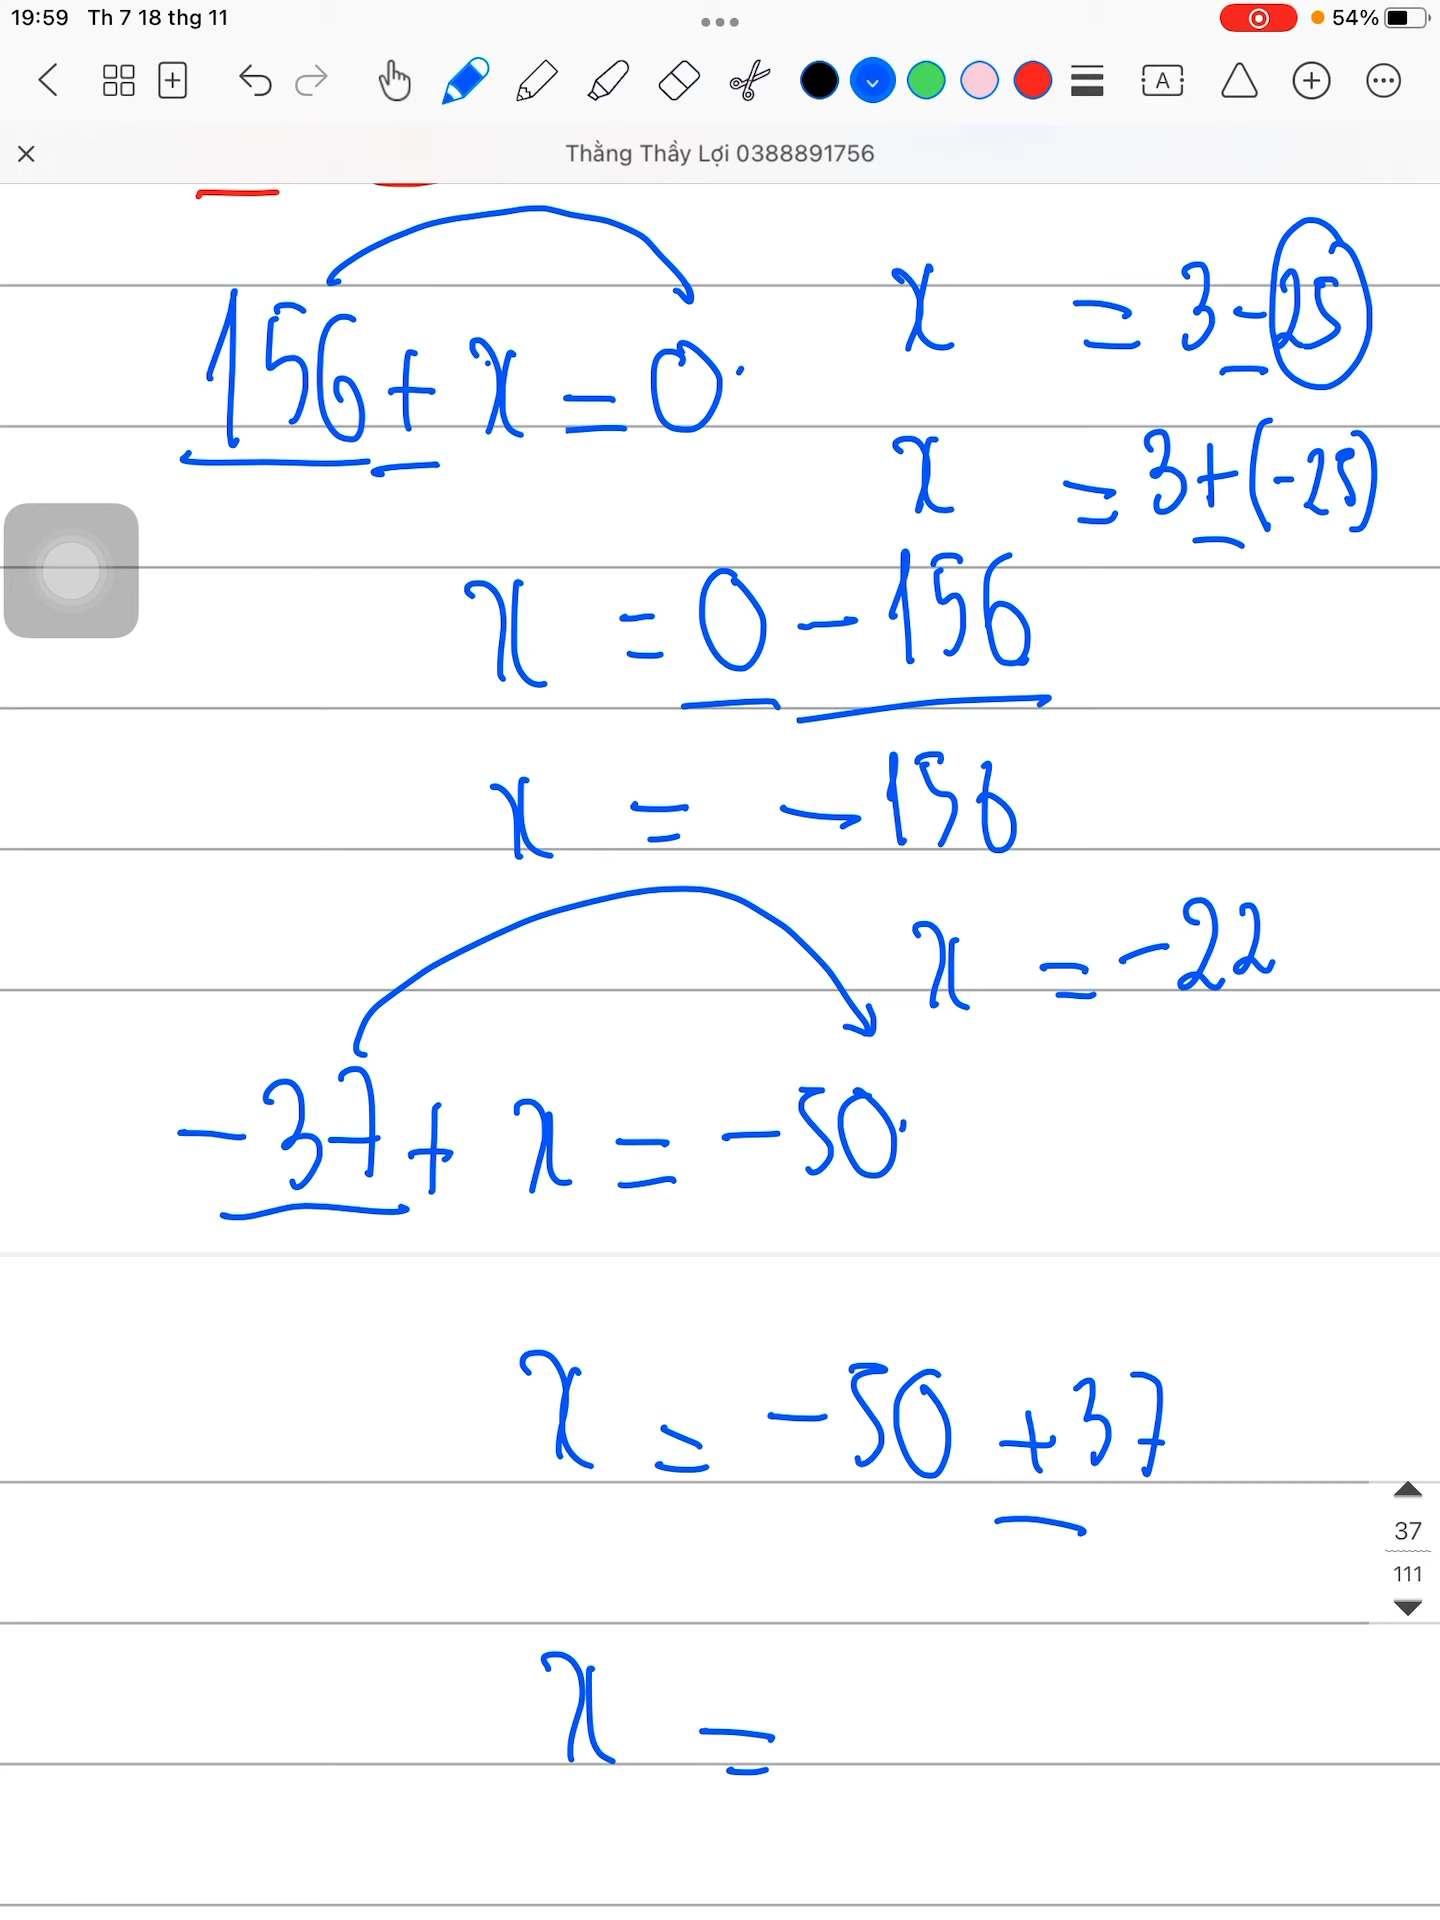 19:59 Th 7 18 thg 11
54%
A
Thằng Thầy Lợi 0388891756
156 + x = 0
x = 3 - 25
x = 3 + (-25)
x = 0 - 156
x = -156
x = -22
-37 + x = -50
x = -50 + 37
37
111
x =